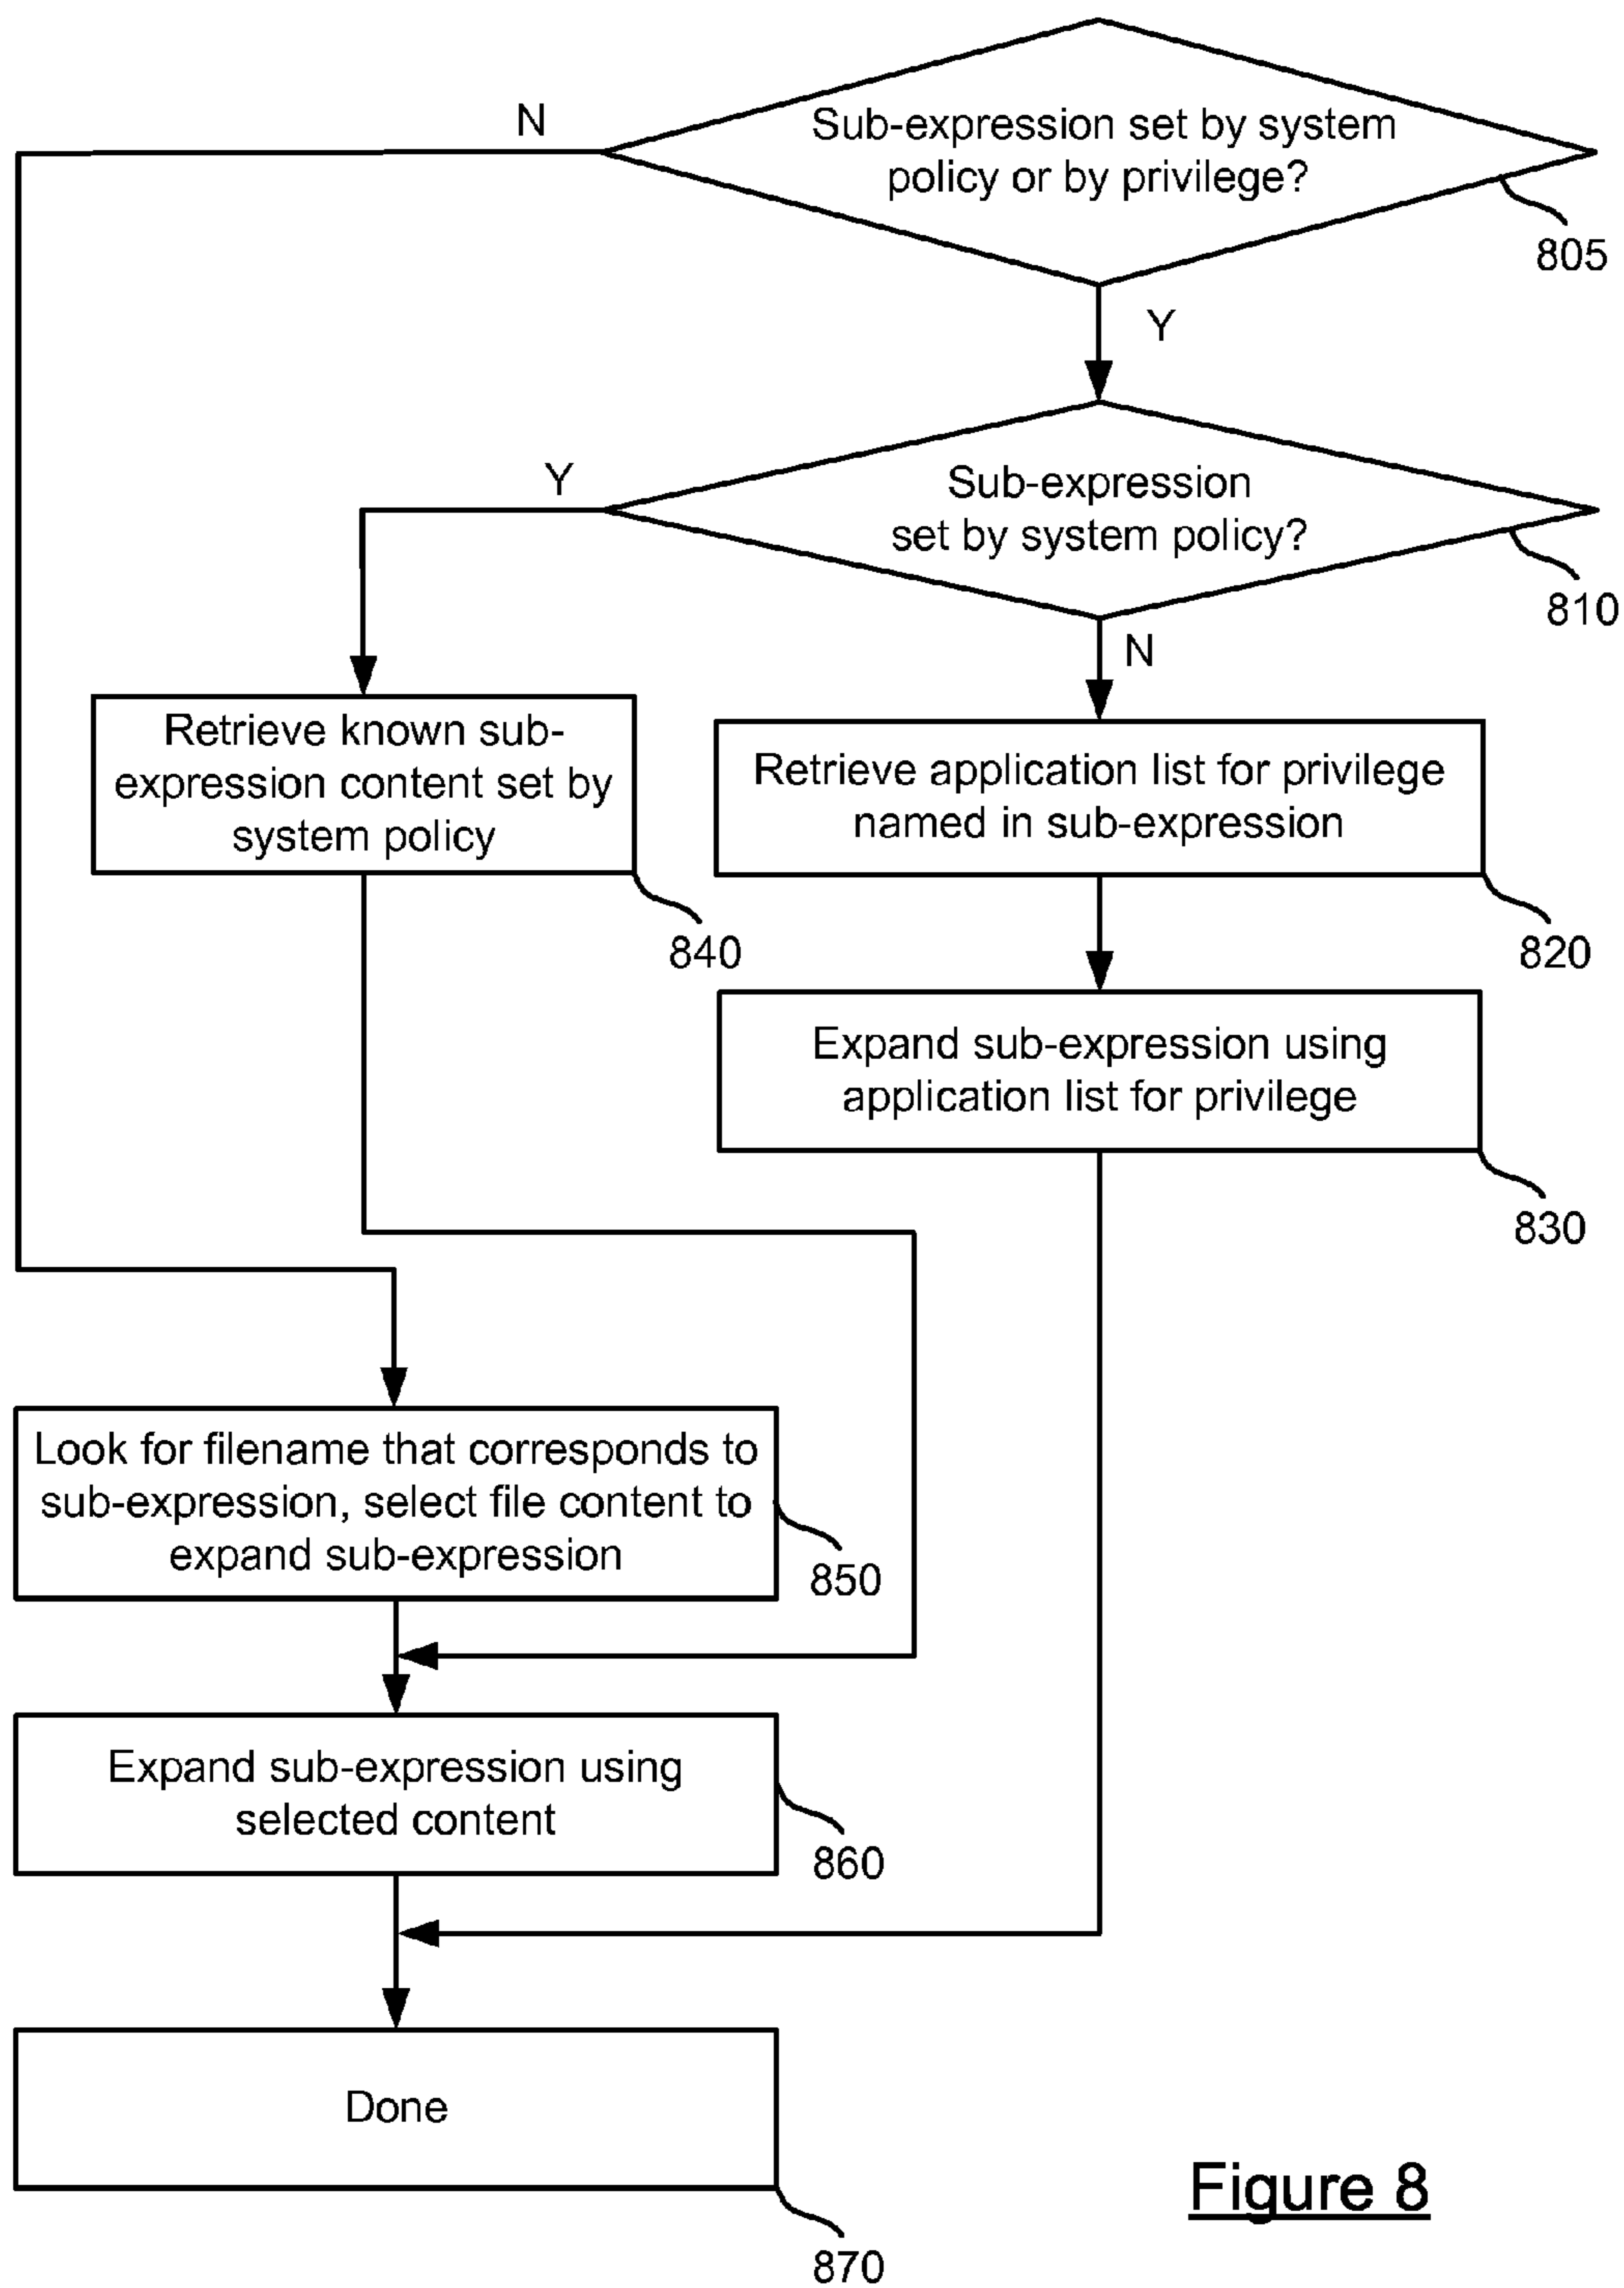 N
Sub-expression set by system
policy or by privilege?
805
Y
Y
Sub-expression
set by system policy?
810
N
Retrieve known sub-
expression content set by
system policy
840
Retrieve application list for privilege
named in sub-expression
820
Expand sub-expression using
application list for privilege
830
Look for filename that corresponds to
sub-expression, select file content to
expand sub-expression
850
Expand sub-expression using
selected content
860
Done
870
Figure 8